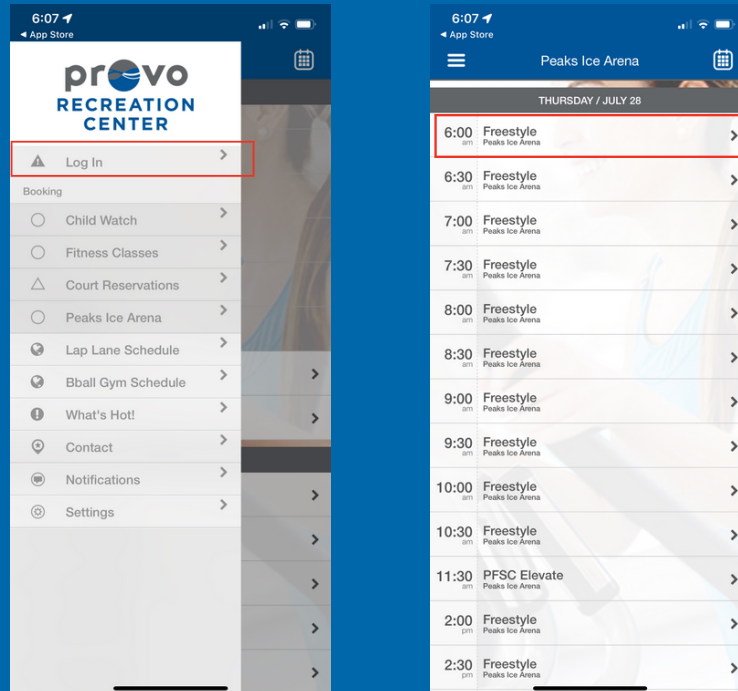 6:07
◀ App Store
provo
RECREATION
CENTER
Log In
Booking
Child Watch
Fitness Classes
Court Reservations
Peaks Ice Arena
Lap Lane Schedule
Bball Gym Schedule
What's Hot!
Contact
Notifications
Settings
6:07
◀ App Store
Peaks Ice Arena
THURSDAY / JULY 28
6:00 Freestyle
am Peaks Ice Arena
6:30 Freestyle
am Peaks Ice Arena
7:00 Freestyle
am Peaks Ice Arena
7:30 Freestyle
am Peaks Ice Arena
8:00 Freestyle
am Peaks Ice Arena
8:30 Freestyle
am Peaks Ice Arena
9:00 Freestyle
am Peaks Ice Arena
9:30 Freestyle
am Peaks Ice Arena
10:00 Freestyle
am Peaks Ice Arena
10:30 Freestyle
am Peaks Ice Arena
11:30 PFSC Elevate
am Peaks Ice Arena
2:00 Freestyle
pm Peaks Ice Arena
2:30 Freestyle
pm Peaks Ice Arena